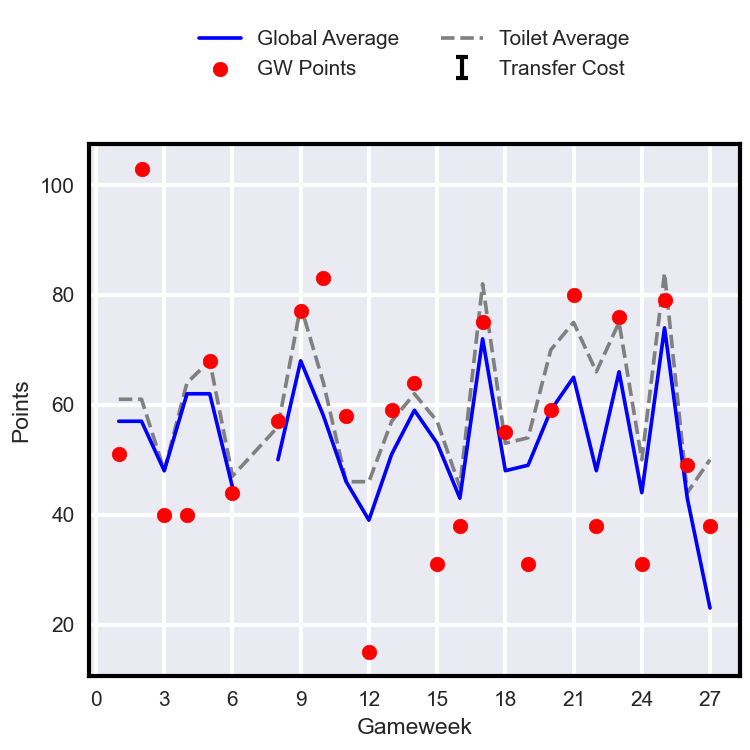 Global Average
Toilet Average
GW Points
Transfer Cost
100
80
60
40
20
Points
0 3 6 9 12 15 18 21 24 27
Gameweek